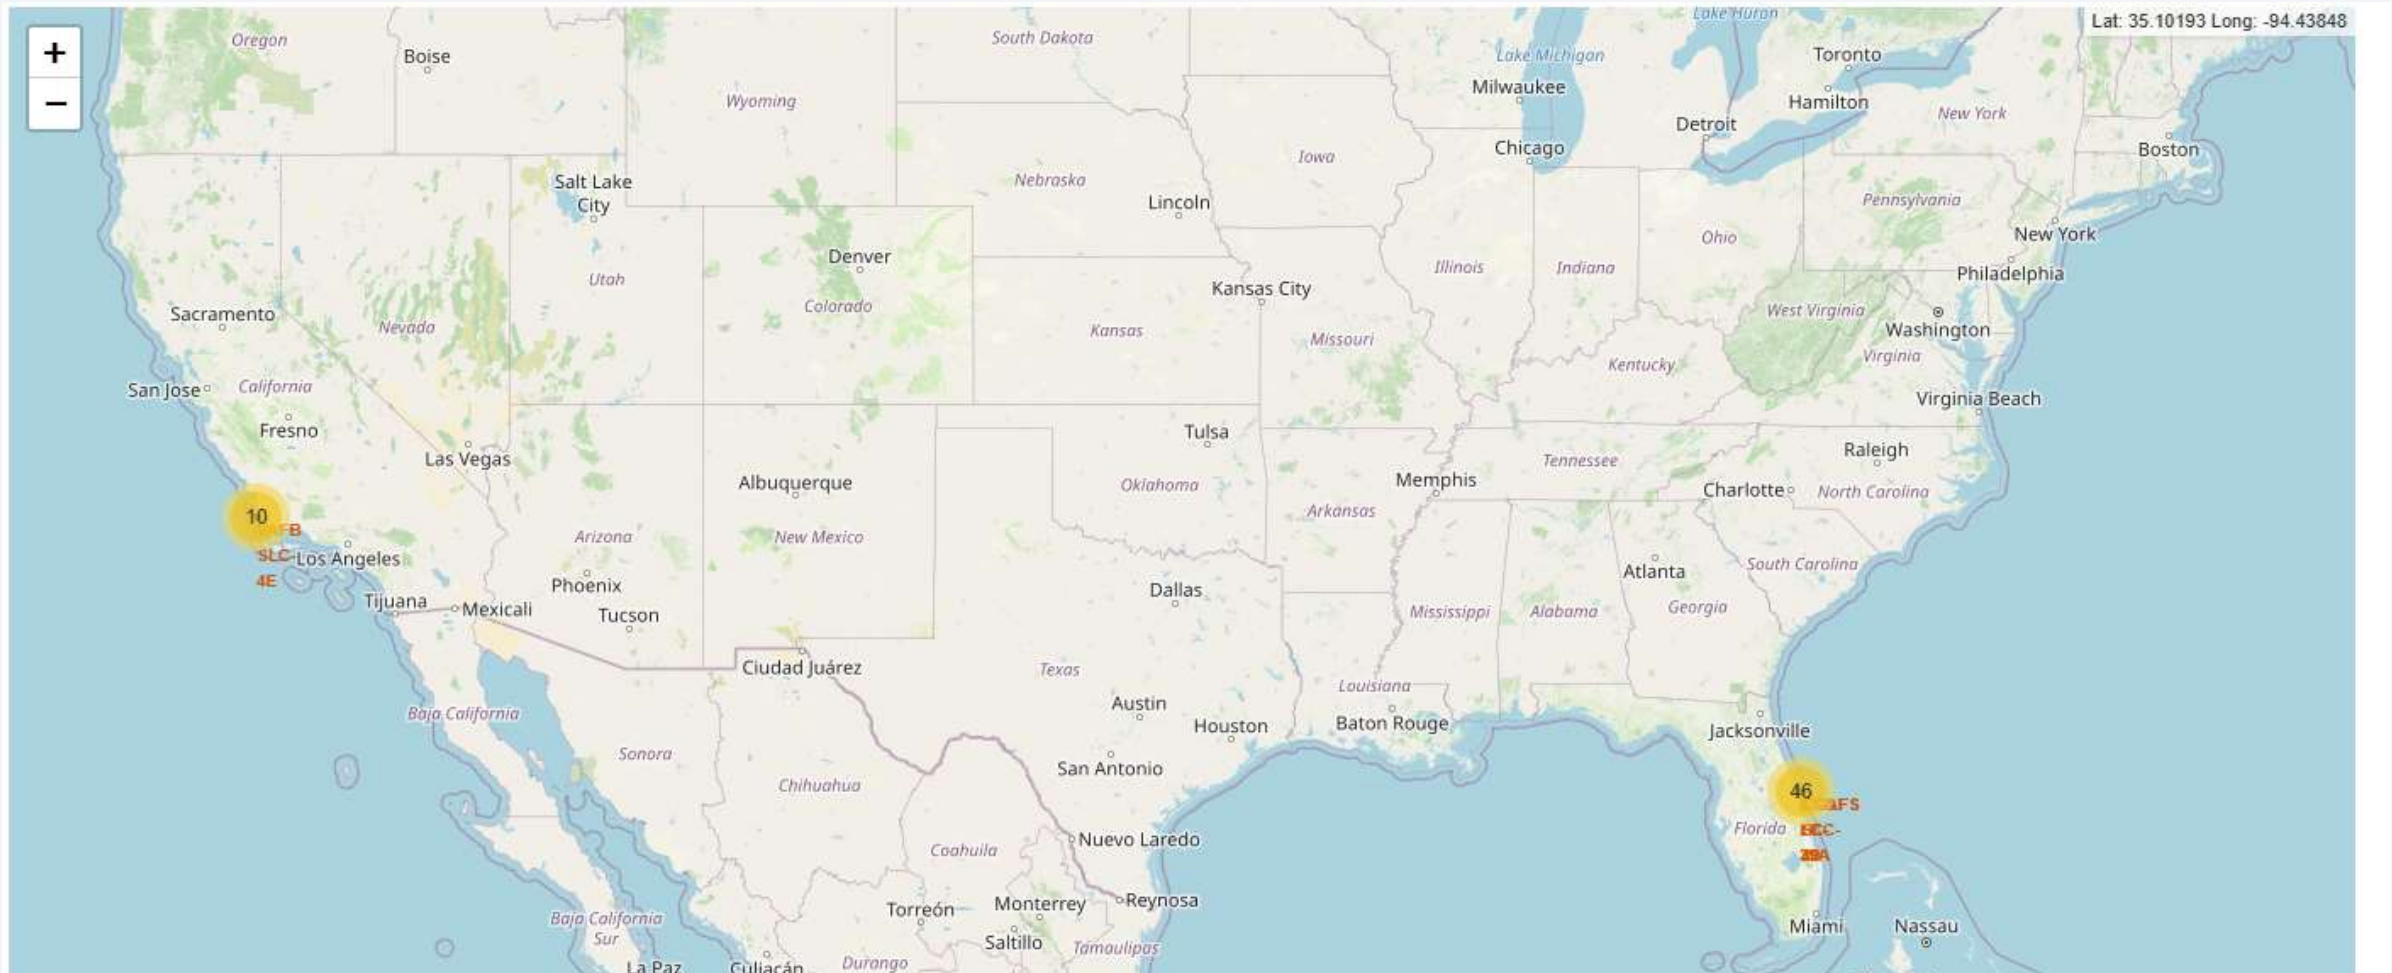 Lake Huron
Lat: 35.10193 Long: -94.43848
+
−
Oregon
Boise
South Dakota
Lake Michigan
Toronto
Milwaukee
Wyoming
Hamilton
New York
Detroit
Chicago
Boston
Iowa
Salt Lake
City
Nebraska
Lincoln
Pennsylvania
New York
Ohio
Denver
Utah
Illinois
Indiana
Philadelphia
Kansas City
Colorado
Sacramento
Nevada
West Virginia
Kansas
Washington
Missouri
Virginia
Kentucky
San Jose
California
Virginia Beach
Fresno
Tulsa
Las Vegas
Raleigh
Tennessee
Albuquerque
Memphis
Oklahoma
Charlotte
North Carolina
Arkansas
10
FB
Arizona
New Mexico
SLC-
Los Angeles
South Carolina
Atlanta
4E
Phoenix
Dallas
Tijuana
Mexicali
Tucson
Mississippi
Alabama
Georgia
Ciudad Juárez
Texas
Louisiana
Austin
Baja California
Houston
Baton Rouge
Jacksonville
Sonora
San Antonio
Chihuahua
46
AFS
Florida
Nuevo Laredo
Coahuila
Reynosa
Torreón
Monterrey
Baja California
Sur
Miami
Nassau
Saltillo
Tamaulipas
La Paz
Culiacán
Durango